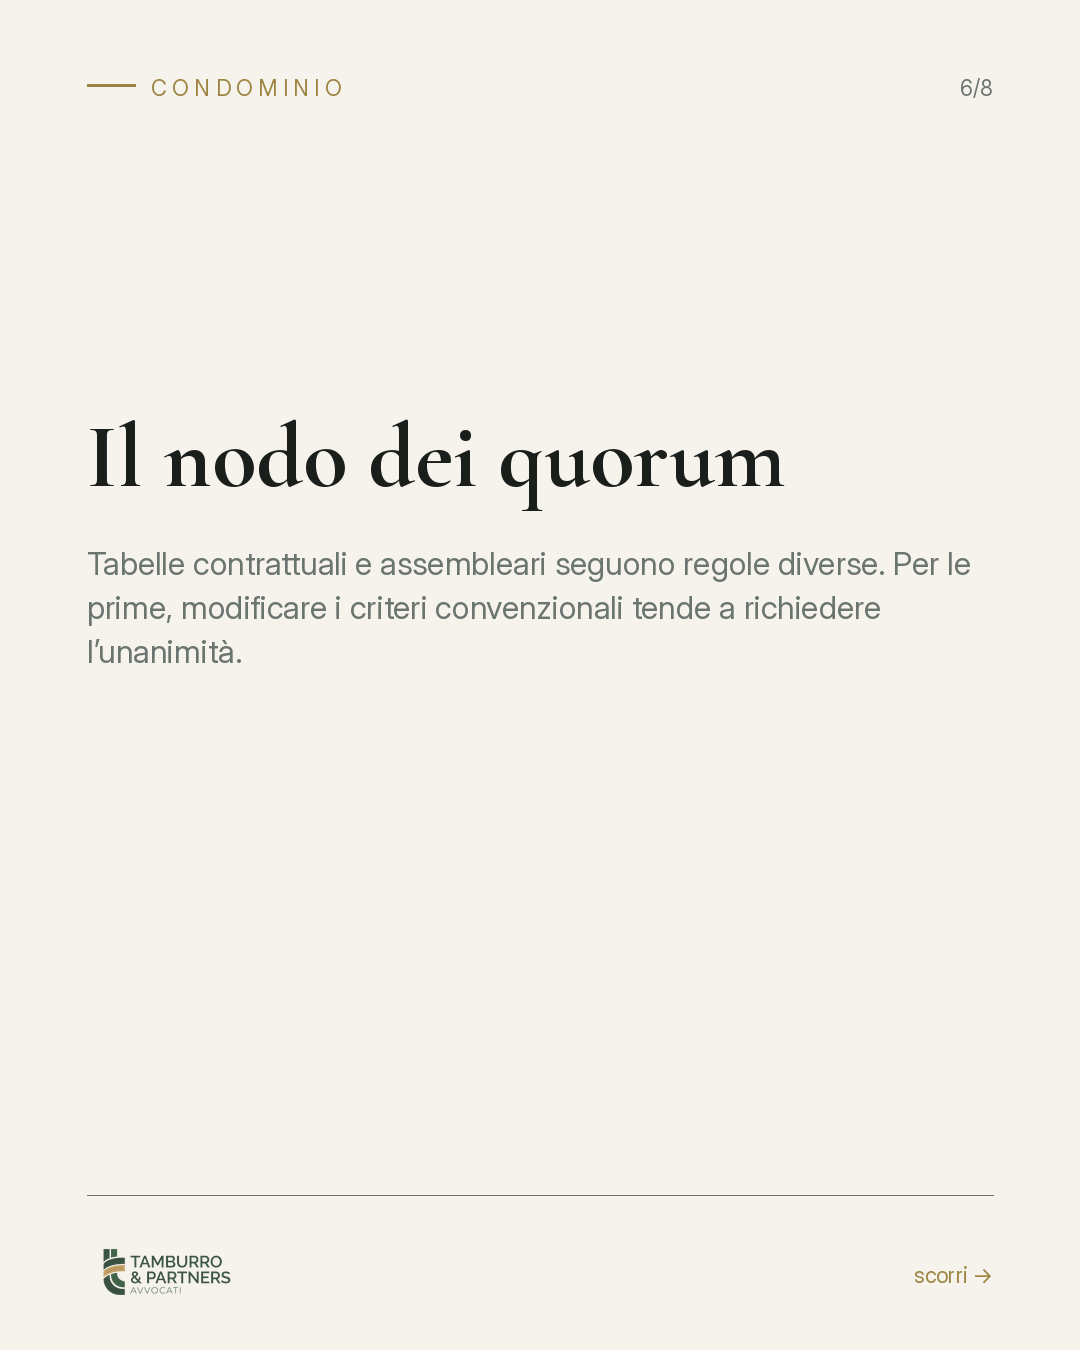 CONDOMINIO
6/8
Il nodo dei quorum
Tabelle contrattuali e assembleari seguono regole diverse. Per le
prime, modificare i criteri convenzionali tende a richiedere
l’unanimità.
TAMBURRO
& PARTNERS
AVVOCATI
scorri →